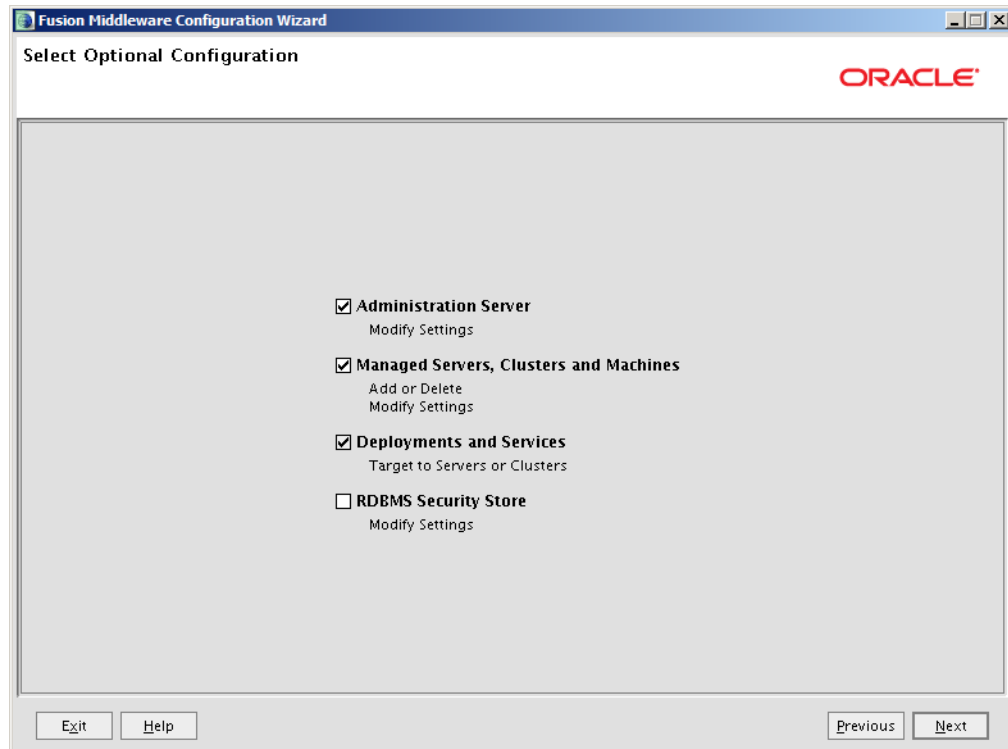 Fusion Middleware Configuration Wizard
Select Optional Configuration
ORACLE
Administration Server
Modify Settings
Managed Servers, Clusters and Machines
Add or Delete
Modify Settings
Deployments and Services
Target to Servers or Clusters
RDBMS Security Store
Modify Settings
Exit Help Previous Next